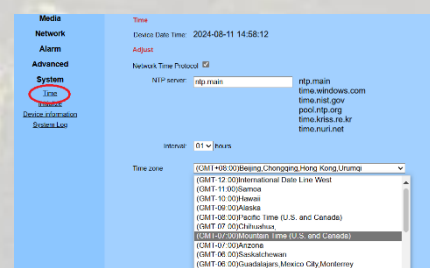 Media
Network
Alarm
Advanced
System
Time
Initialize
Device information
System Log
Time
Device Date Time: 2024-08-11 14:58:12
Adjust
Network Time Protocol
NTP server: ntp.main
ntp.main
time.windows.com
time.nist.gov
pool.ntp.org
time.kriss.re.kr
time.nuri.net
Interval: 01 hours
Time zone (GMT+08:00)Beijing,Chongqing,Hong Kong,Urumqi
(GMT-12:00)International Date Line West
(GMT-11:00)Samoa
(GMT-10:00)Hawaii
(GMT-09:00)Alaska
(GMT-08:00)Pacific Time (U.S. and Canada)
(GMT-07:00)Chihuahua,
(GMT-07:00)Mountain Time (U.S. and Canada)
(GMT-07:00)Arizona
(GMT-06:00)Saskatchewan
(GMT-06:00)Guadalajara,Mexico City,Monterrey